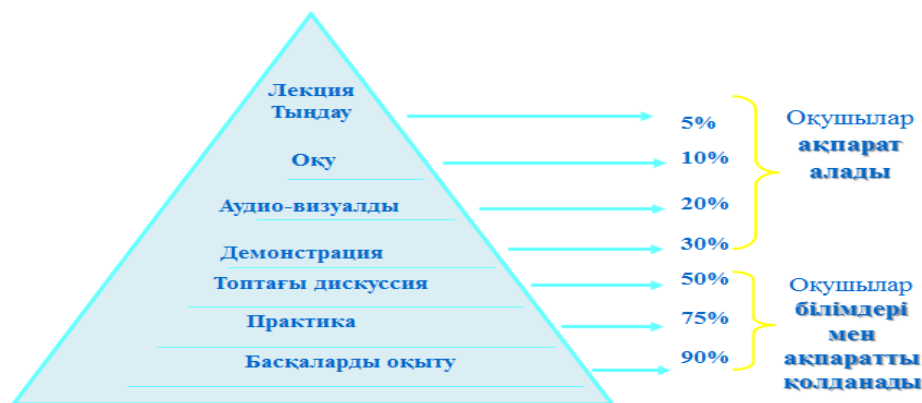 Лекция
Тыңдау
5%
Оқу
10%
Аудио-визуалды
20%
Демонстрация
30%
Топтағы дискуссия
50%
Практика
75%
Басқаларды оқыту
90%
Оқушылар
ақпарат
алады
Оқушылар
білімдері
мен
ақпаратты
қолданады